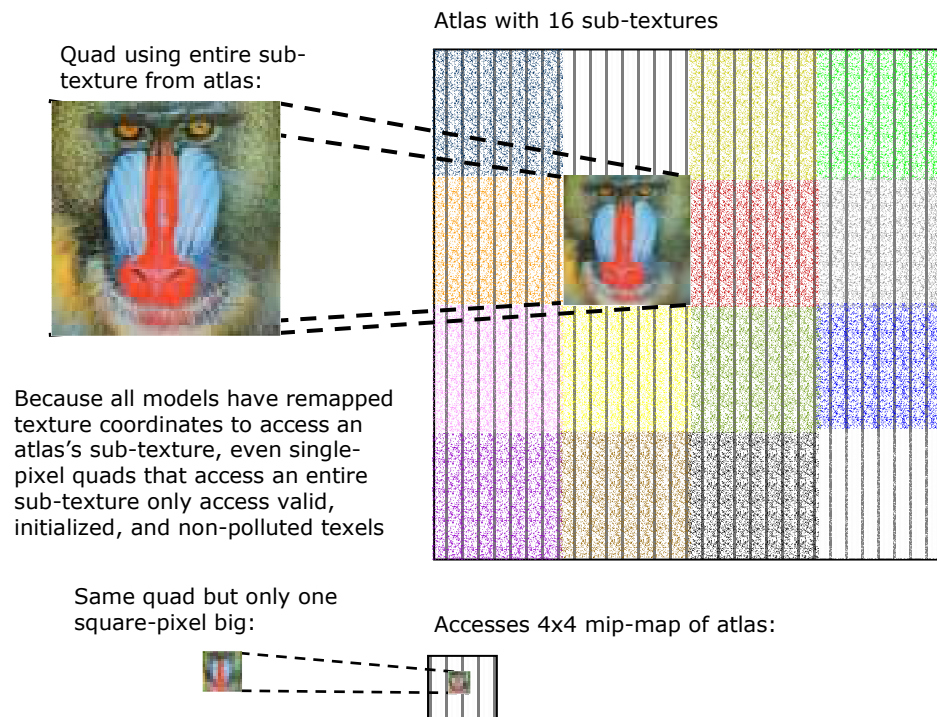 Atlas with 16 sub-textures
Quad using entire sub-
texture from atlas:
Because all models have remapped
texture coordinates to access an
atlas's sub-texture, even single-
pixel quads that access an entire
sub-texture only access valid,
initialized, and non-polluted texels
Same quad but only one
square-pixel big:
Accesses 4x4 mip-map of atlas: